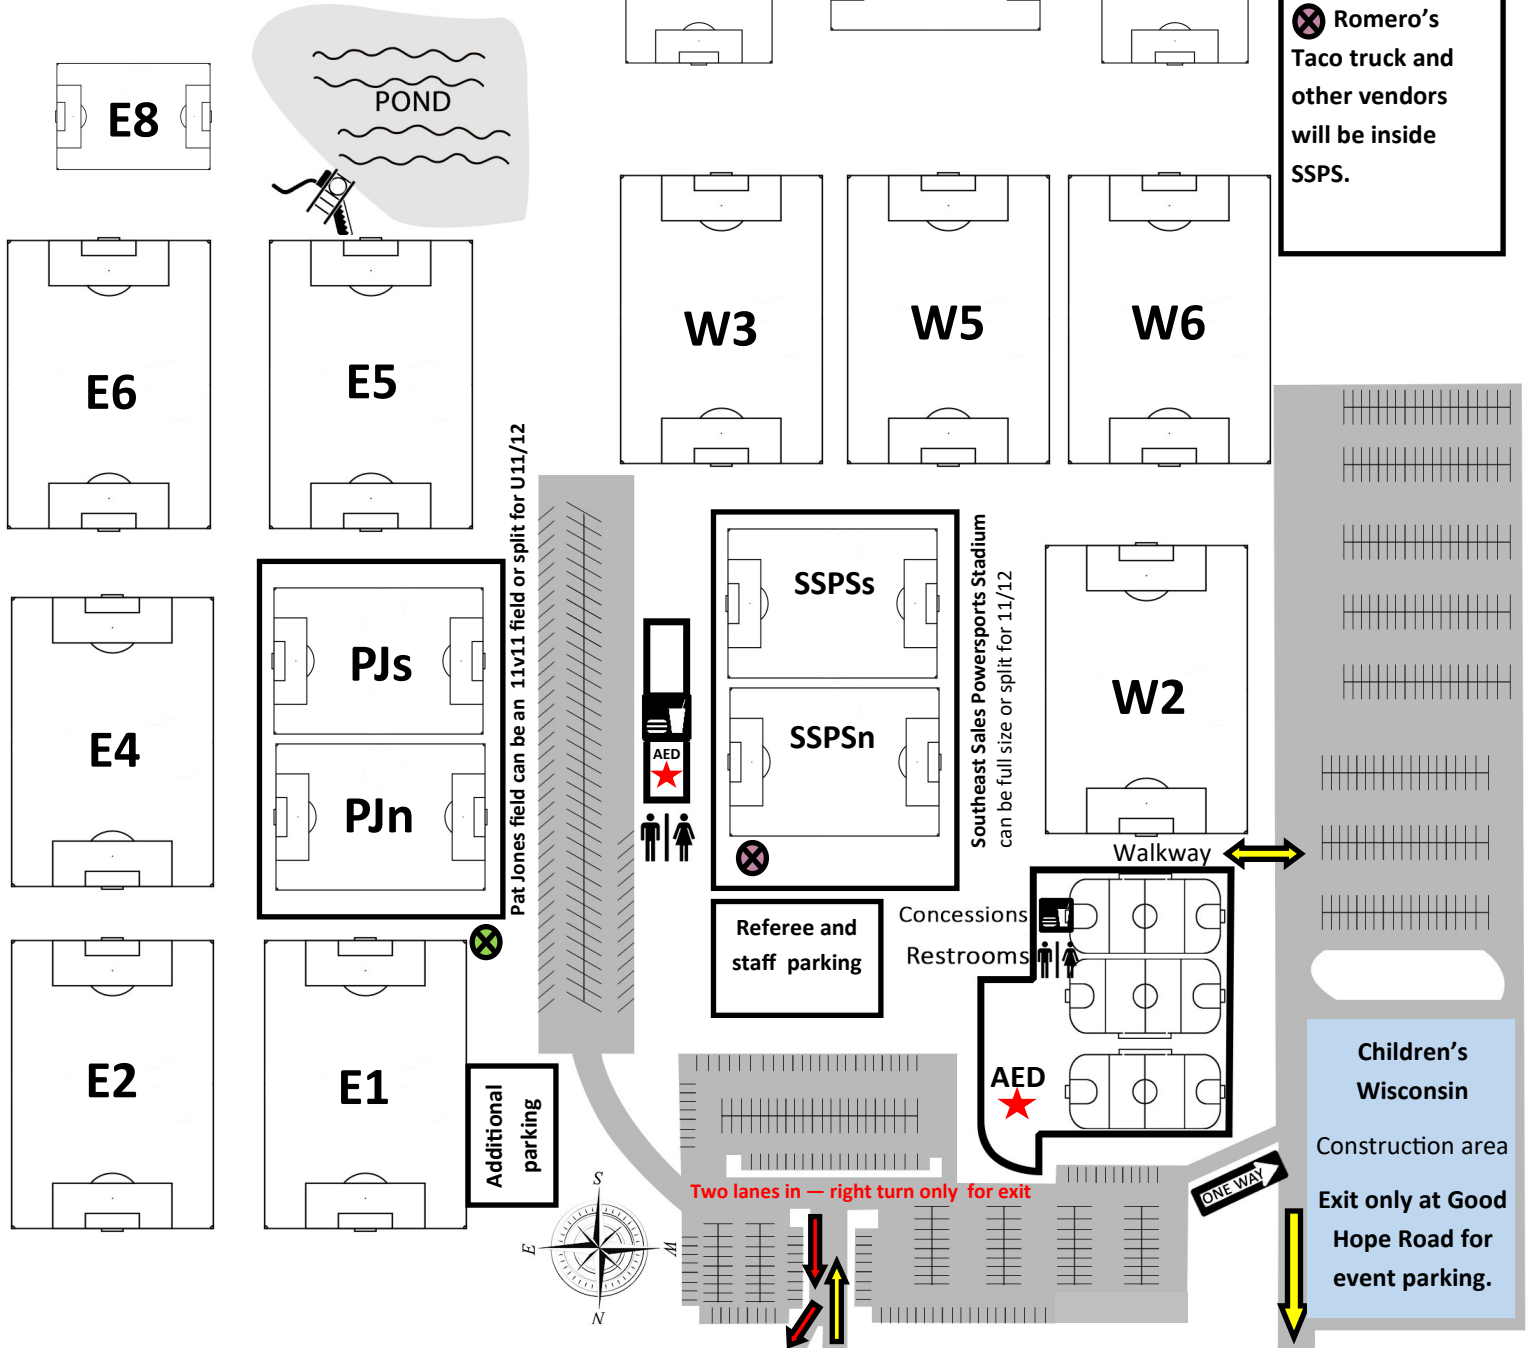 Romero’s
Taco truck and
other vendors
will be inside
SSPS.
POND
E8
W3
W5
W6
E6
E5
Pat Jones field can be an 11v11 field or split for U11/12
SSPSs
Southeast Sales Powersports Stadium
can be full size or split for 11/12
PJs
W2
E4
SSPSn
AED
PJn
Walkway
Concessions
Restrooms
Referee and
staff parking
E2
E1
Additional
parking
AED
Children’s
Wisconsin
Construction area
Exit only at Good
Hope Road for
event parking.
ONE WAY
Two lanes in — right turn only for exit
S
E
W
N